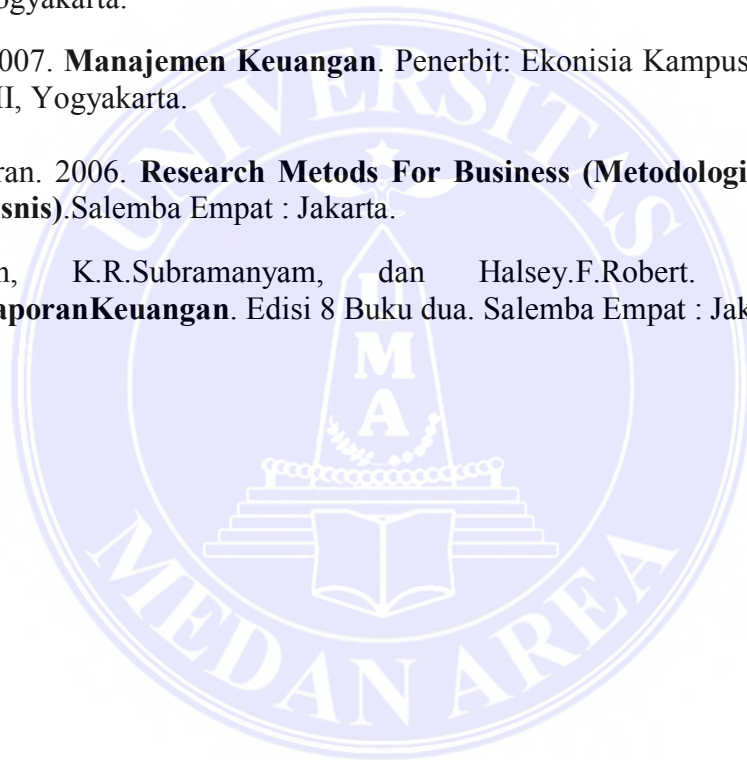 ogyakarta.
007. Manajemen Keuangan. Penerbit: Ekonisia Kampus
II, Yogyakarta.
ran. 2006. Research Metods For Business (Metodologi
snis).Salemba Empat : Jakarta.
n, K.R.Subramanyam, dan Halsey.F.Robert.
aporanKeuangan. Edisi 8 Buku dua. Salemba Empat : Jak
UNIVERSITAS
U
M
A
MEDAN AREA